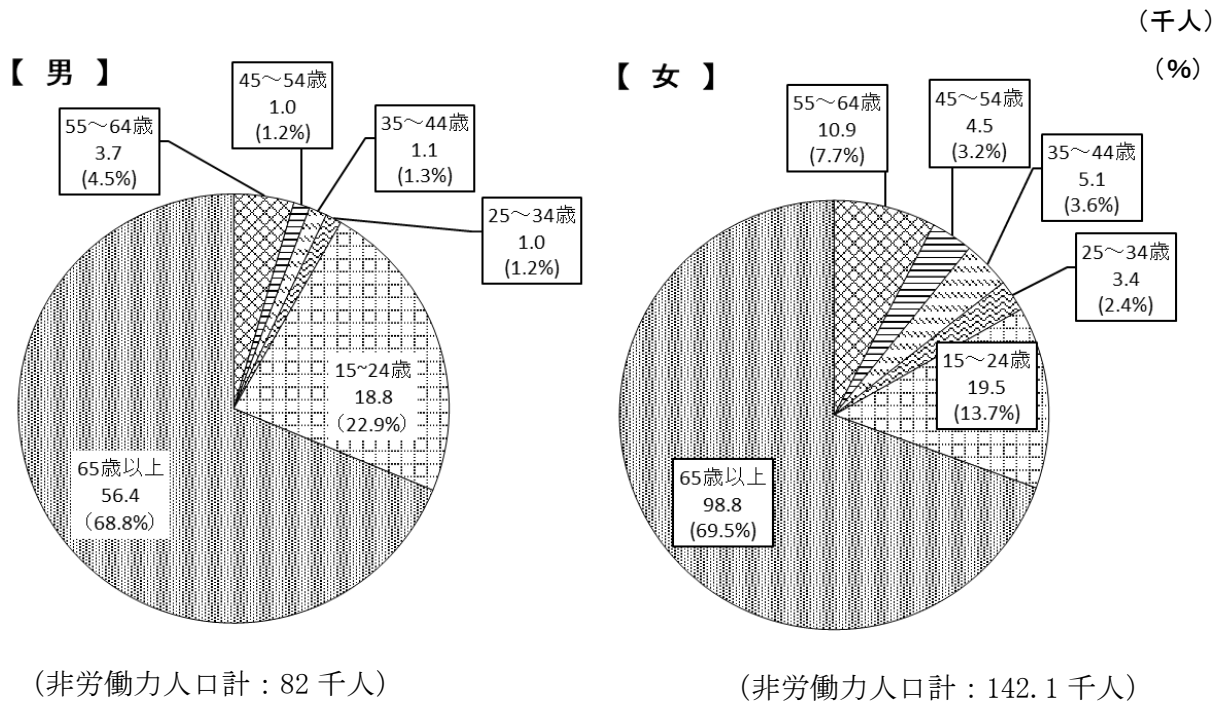 （千人）
（%）
【 男 】
45～54歳
1.0
(1.2%)
55～64歳
3.7
(4.5%)
35～44歳
1.1
(1.3%)
25～34歳
1.0
(1.2%)
15~24歳
18.8
(22.9%)
65歳以上
56.4
（68.8%）
（非労働力人口計：82 千人）
【 女 】
55～64歳
10.9
(7.7%)
45～54歳
4.5
(3.2%)
35～44歳
5.1
(3.6%)
25～34歳
3.4
(2.4%)
15～24歳
19.5
(13.7%)
65歳以上
98.8
(69.5%)
（非労働力人口計：142.1 千人）